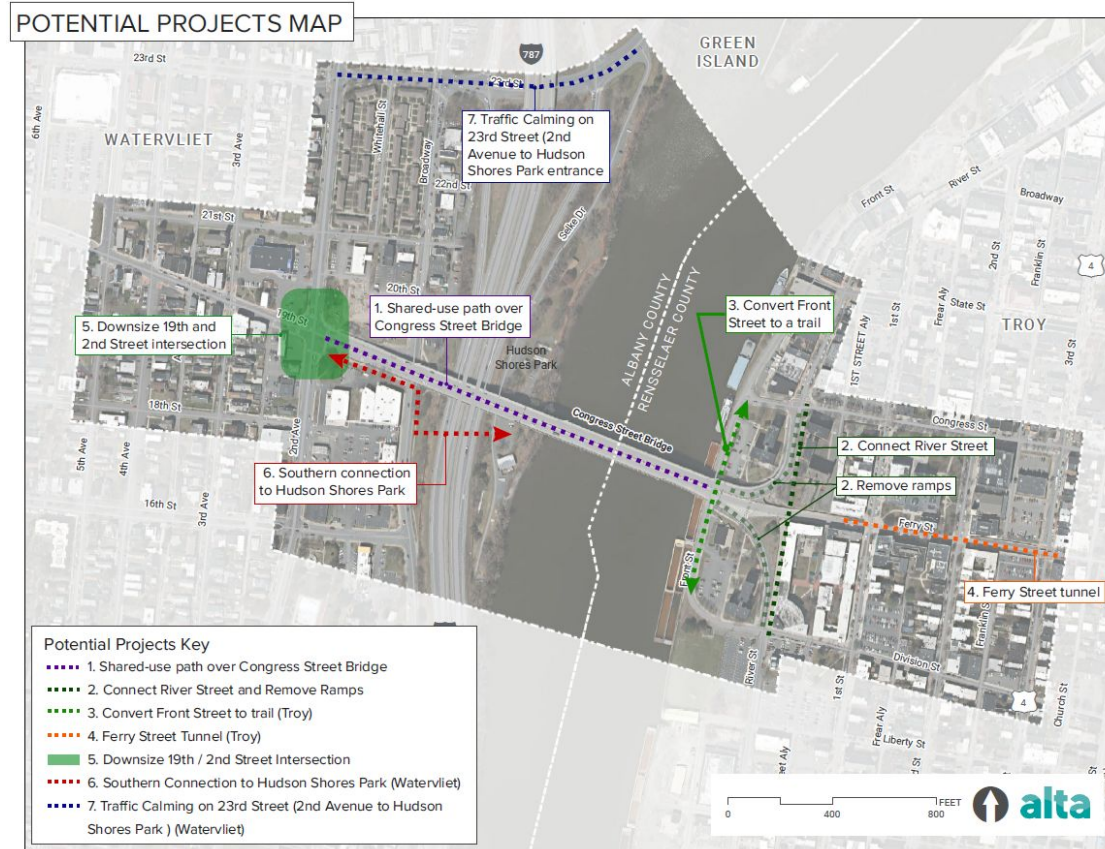 POTENTIAL PROJECTS MAP
23rd St
787
GREEN
ISLAND
6th Ave
WATERVLIET
3rd Ave
Whitehall St
Broadway
23rd St
22nd St
7. Traffic Calming on
23rd Street (2nd
Avenue to Hudson
Shores Park entrance
Selke Dr
Front St
River St
Broadway
2nd St
Franklin St
4
21st St
20th St
19th St
5. Downsize 19th and
2nd Street intersection
1. Shared-use path over
Congress Street Bridge
Hudson
Shores Park
ALBANY COUNTY
RENSSELAER COUNTY
3. Convert Front
Street to a trail
1ST STREET Aly
1st St
Frear Aly
State St
TROY
3rd St
18th St
5th Ave
4th Ave
2nd Ave
16th St
3rd Ave
6. Southern connection
to Hudson Shores Park
Congress Street Bridge
Congress St
2. Connect River Street
2. Remove ramps
Ferry St
4. Ferry Street tunnel
Front St
River St
1st St
Franklin St
Division St
4
Church St
Frear Aly
Liberty St
Potential Projects Key
1. Shared-use path over Congress Street Bridge
2. Connect River Street and Remove Ramps
3. Convert Front Street to trail (Troy)
4. Ferry Street Tunnel (Troy)
5. Downsize 19th / 2nd Street Intersection
6. Southern Connection to Hudson Shores Park (Watervliet)
7. Traffic Calming on 23rd Street (2nd Avenue to Hudson
Shores Park ) (Watervliet)
0
400
800
FEET
alta